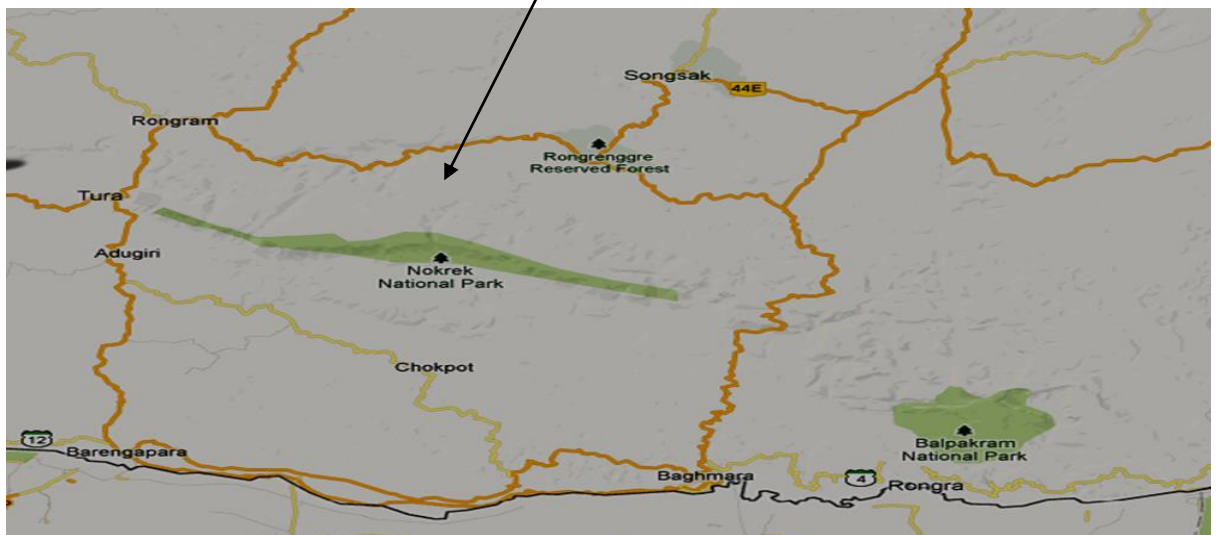 Songsak
44E
Rongram
Rongrenggre
Reserved Forest
Tura
Adugiri
Nokrek
National Park
Chokpot
12
Barengapara
Balpakram
National Park
Baghmara
4
Rongra